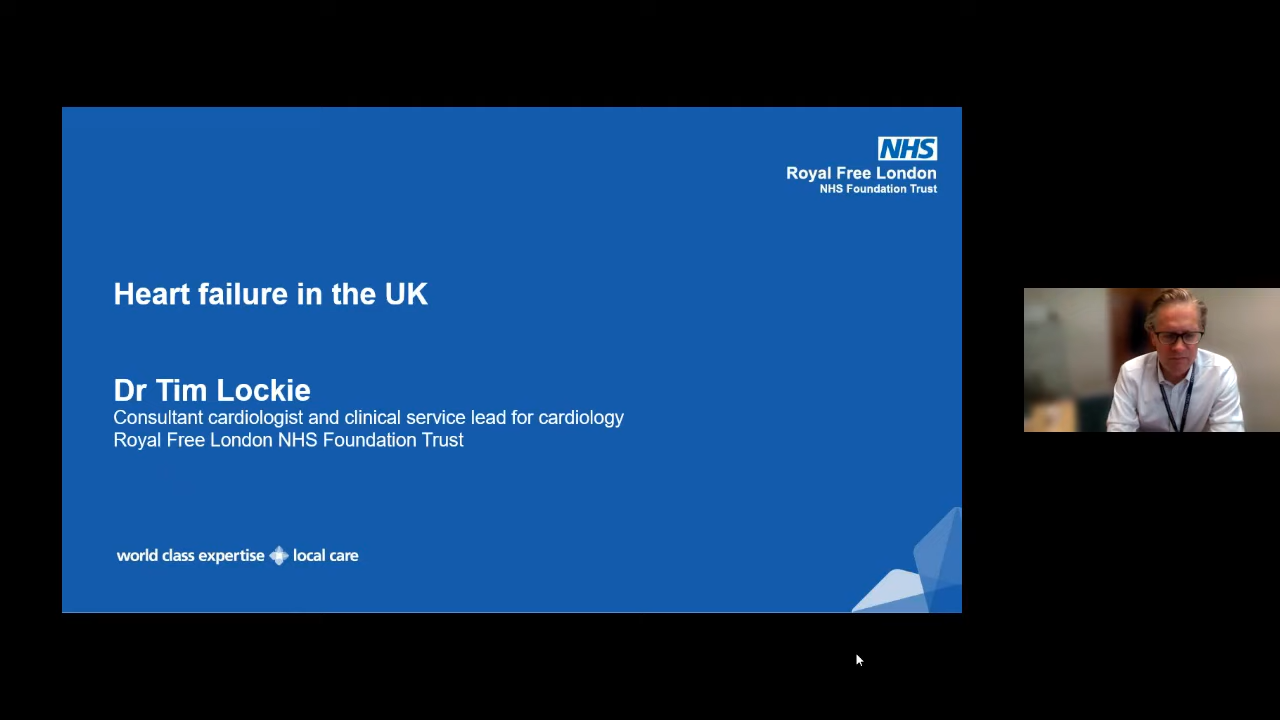 NHS
Royal Free London
NHS Foundation Trust
Heart failure in the UK
Dr Tim Lockie
Consultant cardiologist and clinical service lead for cardiology
Royal Free London NHS Foundation Trust
world class expertise local care